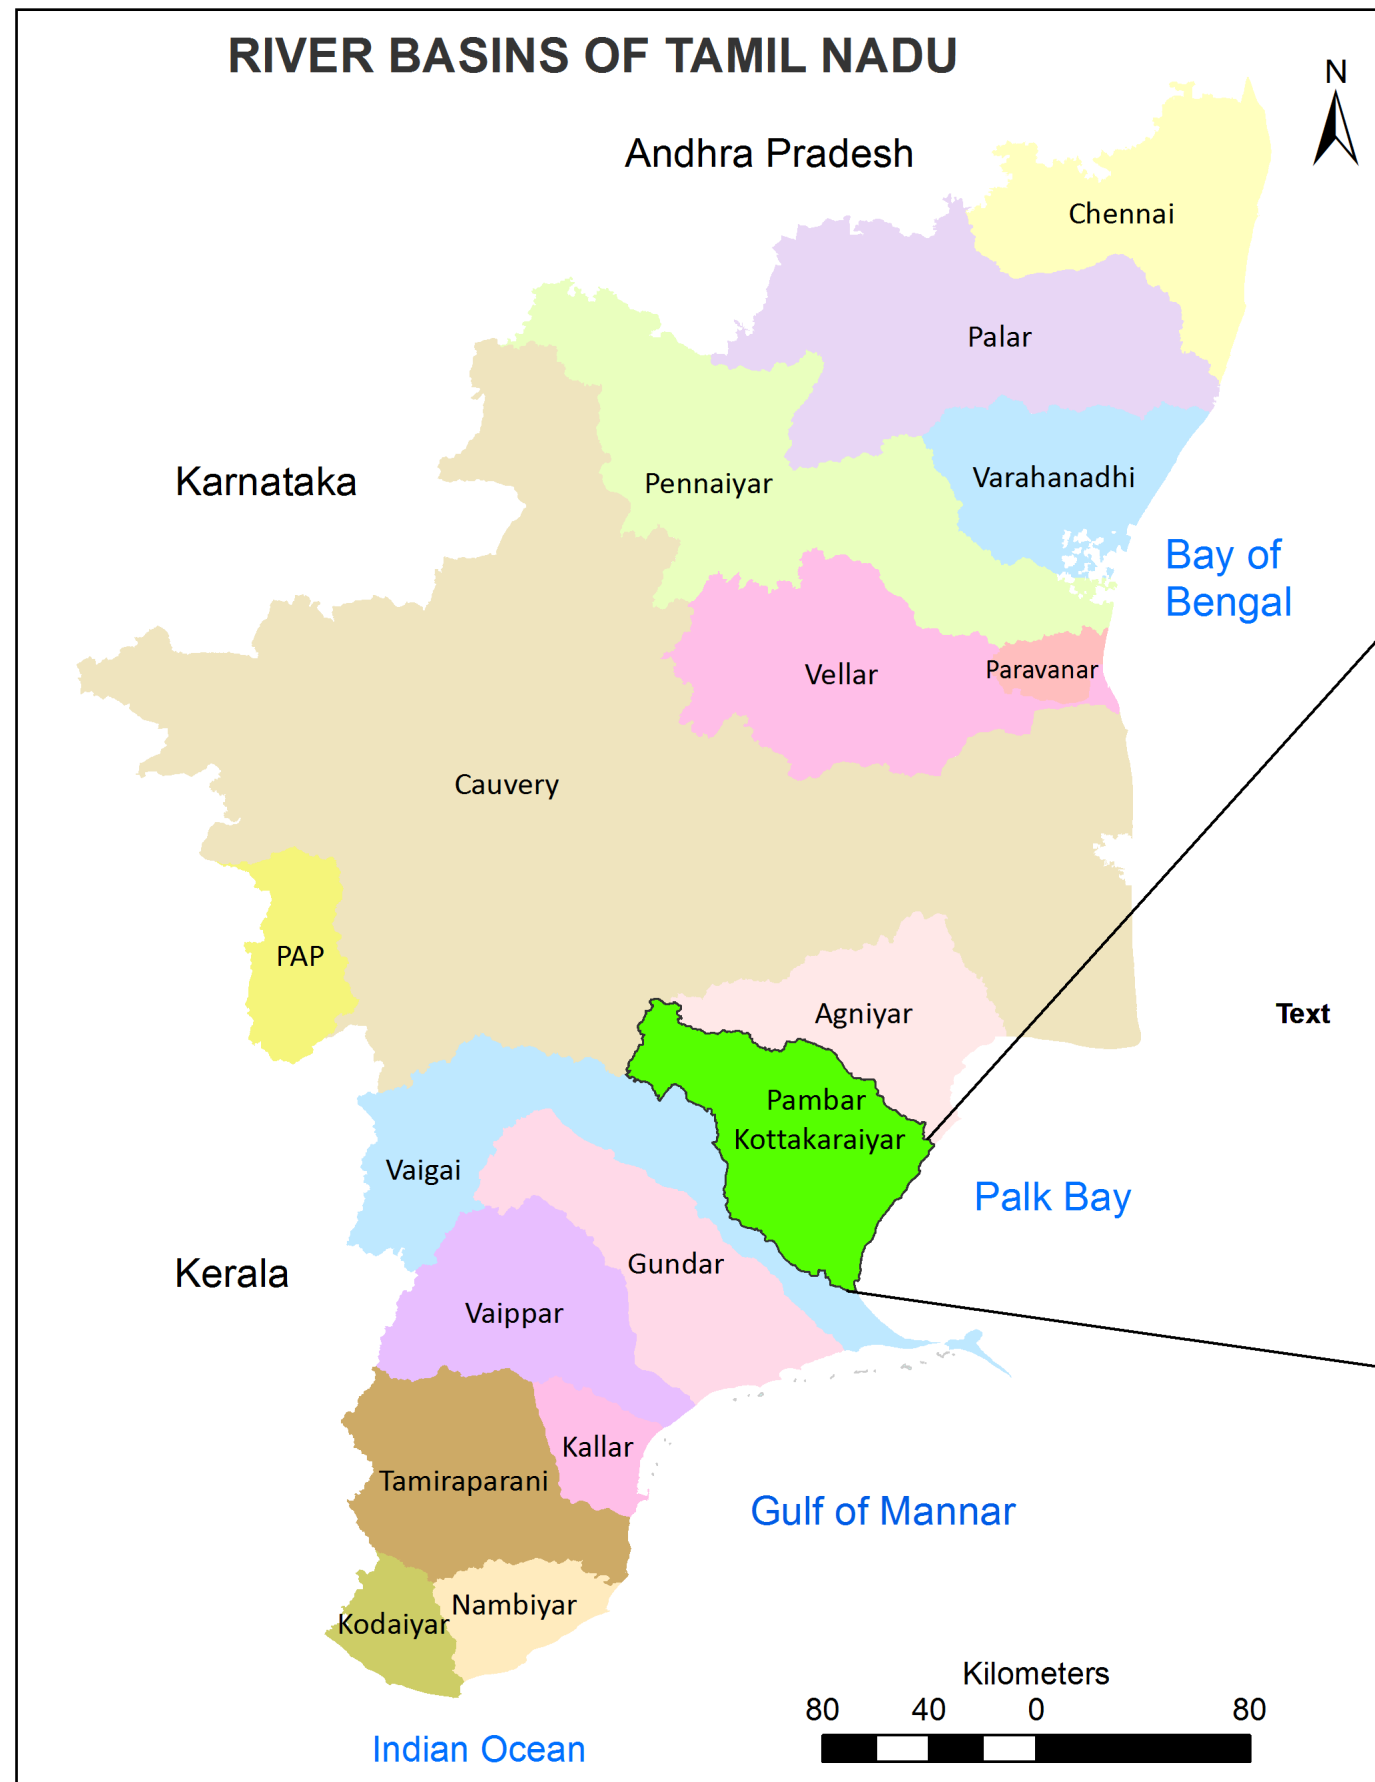 RIVER BASINS OF TAMIL NADU
N
Andhra Pradesh
Chennai
Palar
Karnataka
Pennaiyar
Varahanadhi
Bay of
Bengal
Vellar
Paravanar
Cauvery
PAP
Agniyar
Text
Pambar
Kottakaraiyar
Vaigai
Palk Bay
Kerala
Gundar
Vaippar
Kallar
Tamiraparani
Gulf of Mannar
Nambiyar
Kodaiyar
Kilometers
80 40 0 80
Indian Ocean